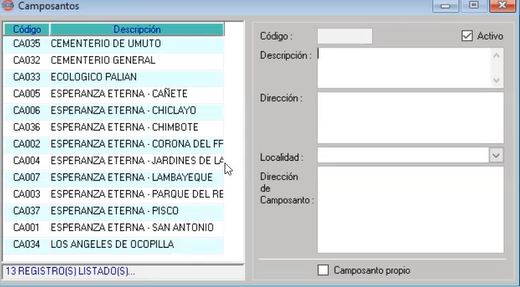 Camposantos
Código Descripción
CA035 CEMENTERIO DE UMUTO
CA032 CEMENTERIO GENERAL
CA033 ECOLOGICO PALIAN
CA005 ESPERANZA ETERNA - CAÑETE
CA006 ESPERANZA ETERNA - CHICLAYO
CA036 ESPERANZA ETERNA - CHIMBOTE
CA002 ESPERANZA ETERNA - CORONA DEL FR
CA004 ESPERANZA ETERNA - JARDINES DE LA
CA007 ESPERANZA ETERNA - LAMBAYEQUE
CA003 ESPERANZA ETERNA - PARQUE DEL RE
CA037 ESPERANZA ETERNA - PISCO
CA001 ESPERANZA ETERNA - SAN ANTONIO
CA034 LOS ANGELES DE OCOPILLA
13 REGISTRO(S) LISTADO(S)...
Código :
Activo
Descripción :
Dirección :
Localidad :
Dirección
de
Camposanto :
Camposanto propio